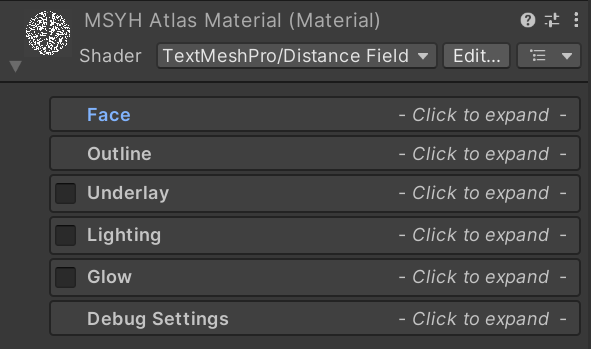 MSYH Atlas Material (Material)
Shader TextMeshPro/Distance Field Edit...
Face - Click to expand -
Outline - Click to expand -
Underlay - Click to expand -
Lighting - Click to expand -
Glow - Click to expand -
Debug Settings - Click to expand -